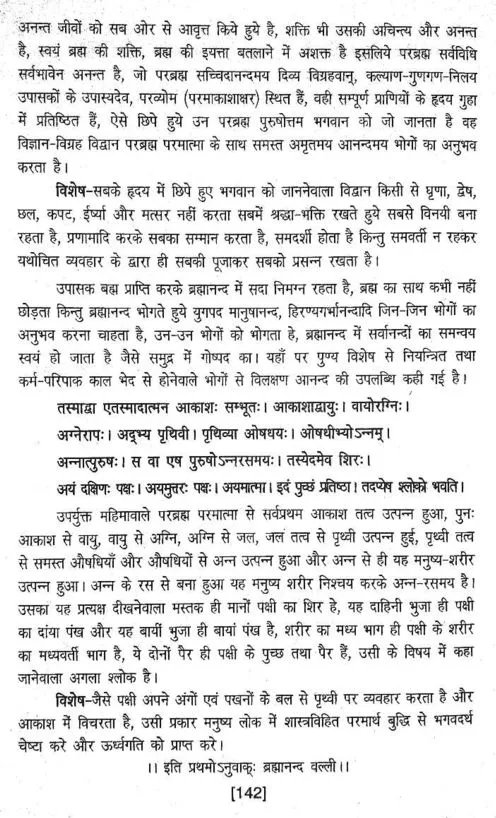 अनन्त जीवों को सब ओर से आवृत्त किये हुये है, शक्ति भी उसकी अचिन्त्य और अनन्त
है, स्वयं ब्रह्म की शक्ति, ब्रह्म की इयत्ता बतलाने में अशक्त है इसलिये परब्रह्म सर्वविधि
सर्वभावेन अनन्त है, जो परब्रह्म सच्चिदानन्दमय दिव्य विग्रहवान्, कल्याण-गुणगण-निलय
उपासकों के उपास्यदेव, परव्योम (परमाकाशाक्षर) स्थित हैं, वही सम्पूर्ण प्राणियों के हृदय गुहा
में प्रतिष्ठित हैं, ऐसे छिपे हुये उन परब्रह्म पुरुषोत्तम भगवान को जो जानता है वह
विज्ञान-विग्रह विद्वान परब्रह्म परमात्मा के साथ समस्त अमृतमय आनन्दमय भोगों का अनुभव
करता है।
विशेष-सबके हृदय में छिपे हुए भगवान को जाननेवाला विद्वान किसी से घृणा, द्वेष,
छल, कपट, ईर्ष्या और मत्सर नहीं करता सबमें श्रद्धा-भक्ति रखते हुये सबसे विनयी बना
रहता है, प्रणामादि करके सबका सम्मान करता है, समदर्शी होता है किन्तु समवर्ती न रहकर
यथोचित व्यवहार के द्वारा ही सबकी पूजाकर सबको प्रसन्न रखता है।
उपासक बह्म प्राप्ति करके ब्रह्मानन्द में सदा निमग्न रहता है, ब्रह्म का साथ कभी नहीं
छोड़ता किन्तु ब्रह्मानन्द भोगते हुये युगपद मानुषानन्द, हिरण्यगर्भानन्दादि जिन-जिन भोगों का
अनुभव करना चाहता है, उन-उन भोगों को भोगता हे, ब्रह्मानन्द में सर्वानन्दों का समन्वय
स्वयं हो जाता है जैसे समुद्र में गोष्पद का। यहाँ पर पुण्य विशेष से नियन्त्रित तथा
कर्म-परिपाक काल भेद से होनेवाले भोगों से विलक्षण आनन्द की उपलब्धि कही गई है।
तस्माद्वा एतस्मादात्मन आकाशः सम्भूतः। आकाशाद्वायुः। वायोरग्निः।
अग्नेरापः। अद्भ्य पृथिवी। पृथिव्या ओषधयः। ओषधीभ्योऽन्नम्।
अन्नात्पुरुषः। स वा एष पुरुषोऽन्नरसमयः। तस्येदमेव शिरः।
अयं दक्षिणः पक्षः। अयमुत्तरः पक्षः। अयमात्मा। इदं पुच्छं प्रतिष्ठा। तदप्येष श्लोको भवति।
उपर्युक्त महिमावाले परब्रह्म परमात्मा से सर्वप्रथम आकाश तत्व उत्पन्न हुआ, पुनः
आकाश से वायु, वायु से अग्नि, अग्नि से जल, जल तत्व से पृथ्वी उत्पन्न हुई, पृथ्वी तत्व
से समस्त औषधियाँ और औषधियों से अन्न उत्पन्न हुआ और अन्न से ही यह मनुष्य-शरीर
उत्पन्न हुआ। अन्न के रस से बना हुआ यह मनुष्य शरीर निश्चय करके अन्न-रसमय है।
उसका यह प्रत्यक्ष दीखनेवाला मस्तक ही मानों पक्षी का शिर हे, यह दाहिनी भुजा ही पक्षी
का दांया पंख और यह बायीं भुजा ही बायां पंख है, शरीर का मध्य भाग ही पक्षी के शरीर
का मध्यवर्ती भाग है, ये दोनों पैर ही पक्षी के पुच्छ तथा पैर हैं, उसी के विषय में कहा
जानेवाला अगला श्लोक है।
विशेष-जैसे पक्षी अपने अंगों एवं पखनों के बल से पृथ्वी पर व्यवहार करता है और
आकाश में विचरता है, उसी प्रकार मनुष्य लोक में शास्त्रविहित परमार्थ बुद्धि से भगवदर्थ
चेष्टा करे और ऊर्ध्वगति को प्राप्त करे।
।। इति प्रथमोऽनुवाक्ः ब्रह्मानन्द वल्ली।।
[142]